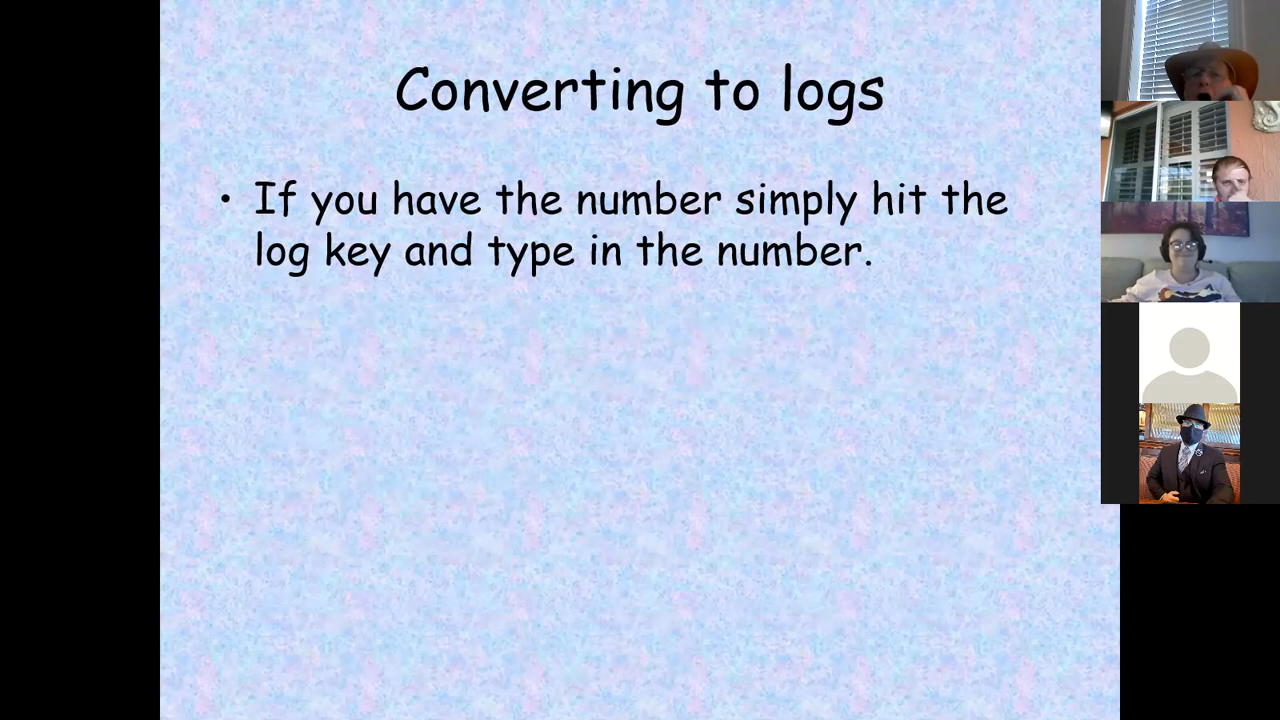 Converting to logs
• If you have the number simply hit the
log key and type in the number.